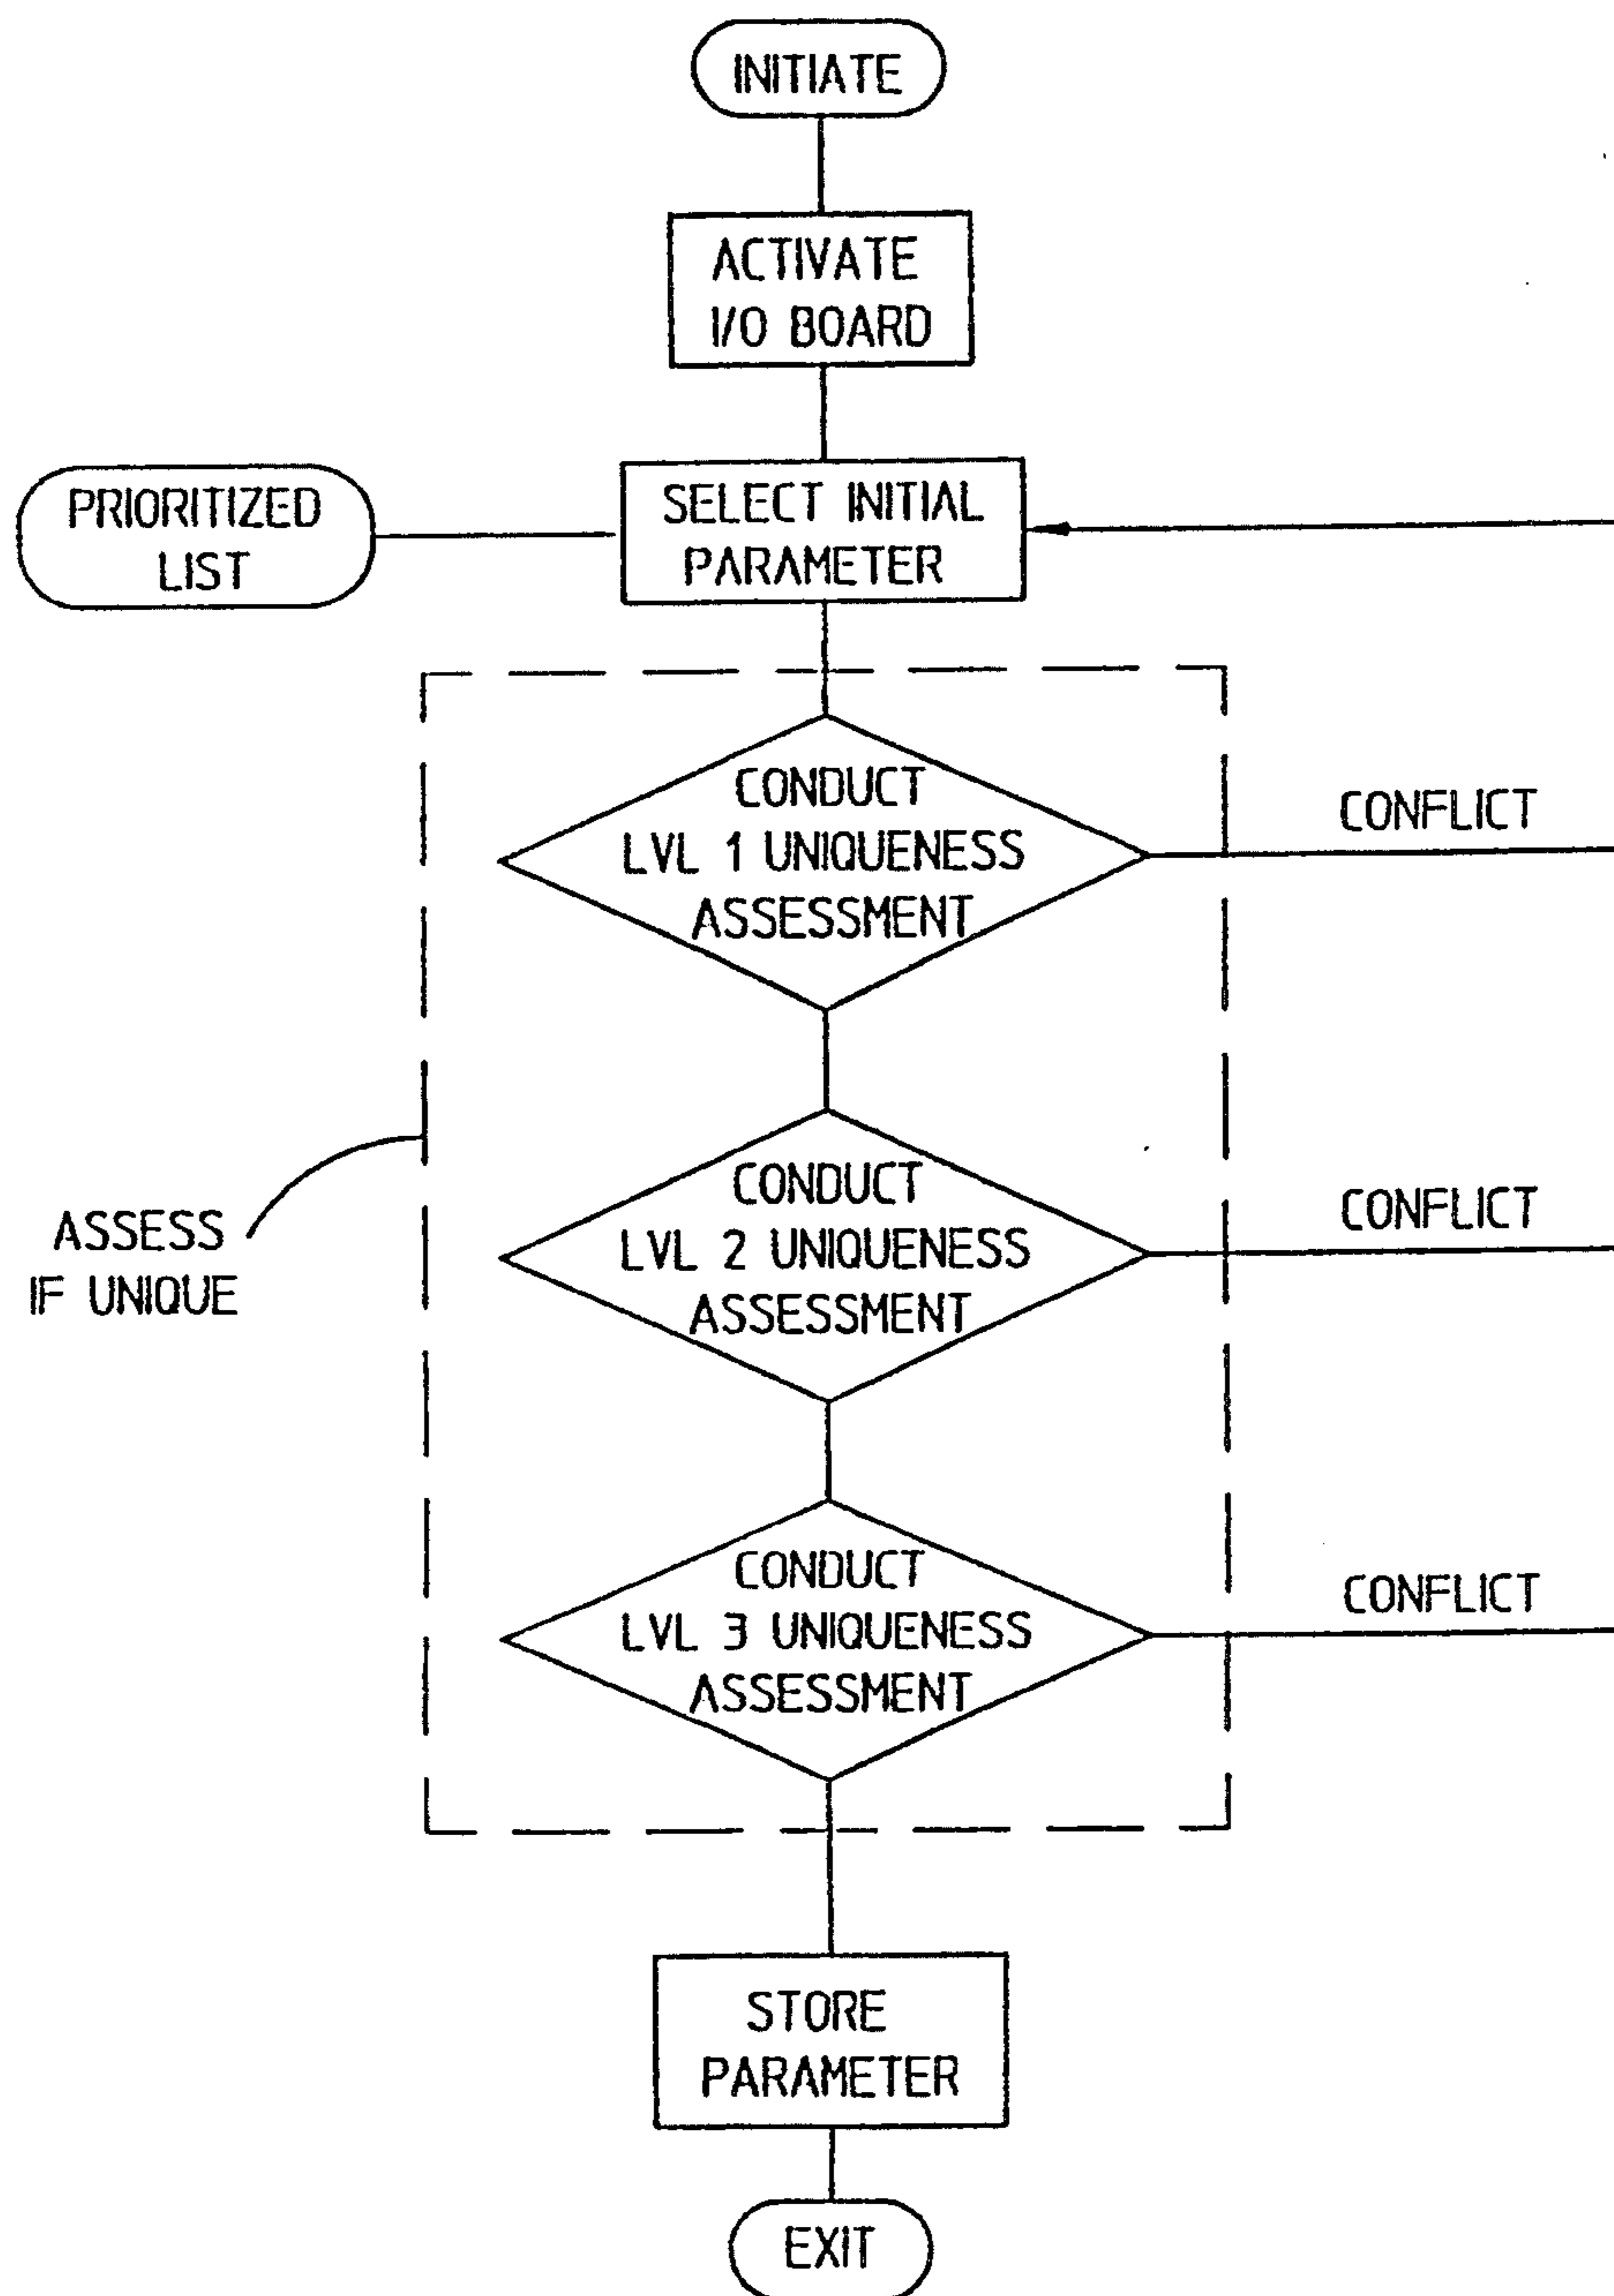 INITIATE
ACTIVATE
I/O BOARD
PRIORITIZED
LIST
SELECT INITIAL
PARAMETER
CONDUCT
LVL 1 UNIQUENESS
ASSESSMENT
CONFLICT
ASSESS
IF UNIQUE
CONDUCT
LVL 2 UNIQUENESS
ASSESSMENT
CONFLICT
CONDUCT
LVL 3 UNIQUENESS
ASSESSMENT
CONFLICT
STORE
PARAMETER
EXIT